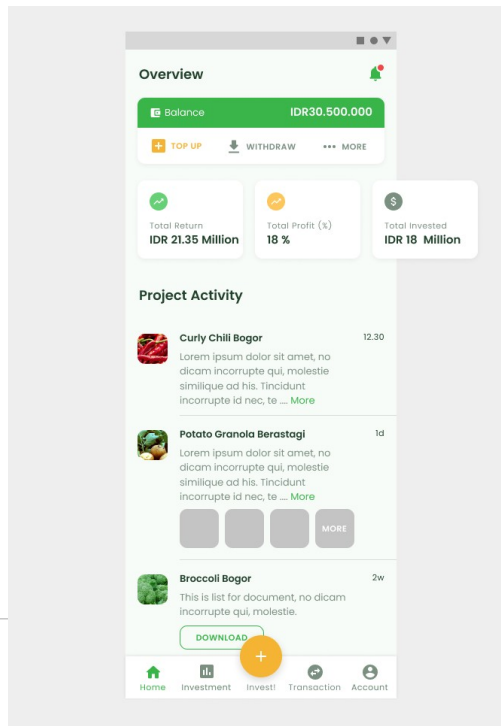 Overview
Balance IDR30.500.000
TOP UP WITHDRAW MORE
Total Return
IDR 21.35 Million
Total Profit (%)
18 %
Total Invested
IDR 18 Million
Project Activity
Curly Chili Bogor 12.30
Lorem ipsum dolor sit amet, no
dicam incorrupte qui, molestie
similique ad his. Tincidunt
incorrupte id nec, te .... More
Potato Granola Berastagi 1d
Lorem ipsum dolor sit amet, no
dicam incorrupte qui, molestie
similique ad his. Tincidunt
incorrupte id nec, te .... More
MORE
Broccoli Bogor 2w
This is list for document, no dicam
incorrupte qui, molestie.
DOWNLOAD
Home Investment Invest! Transaction Account